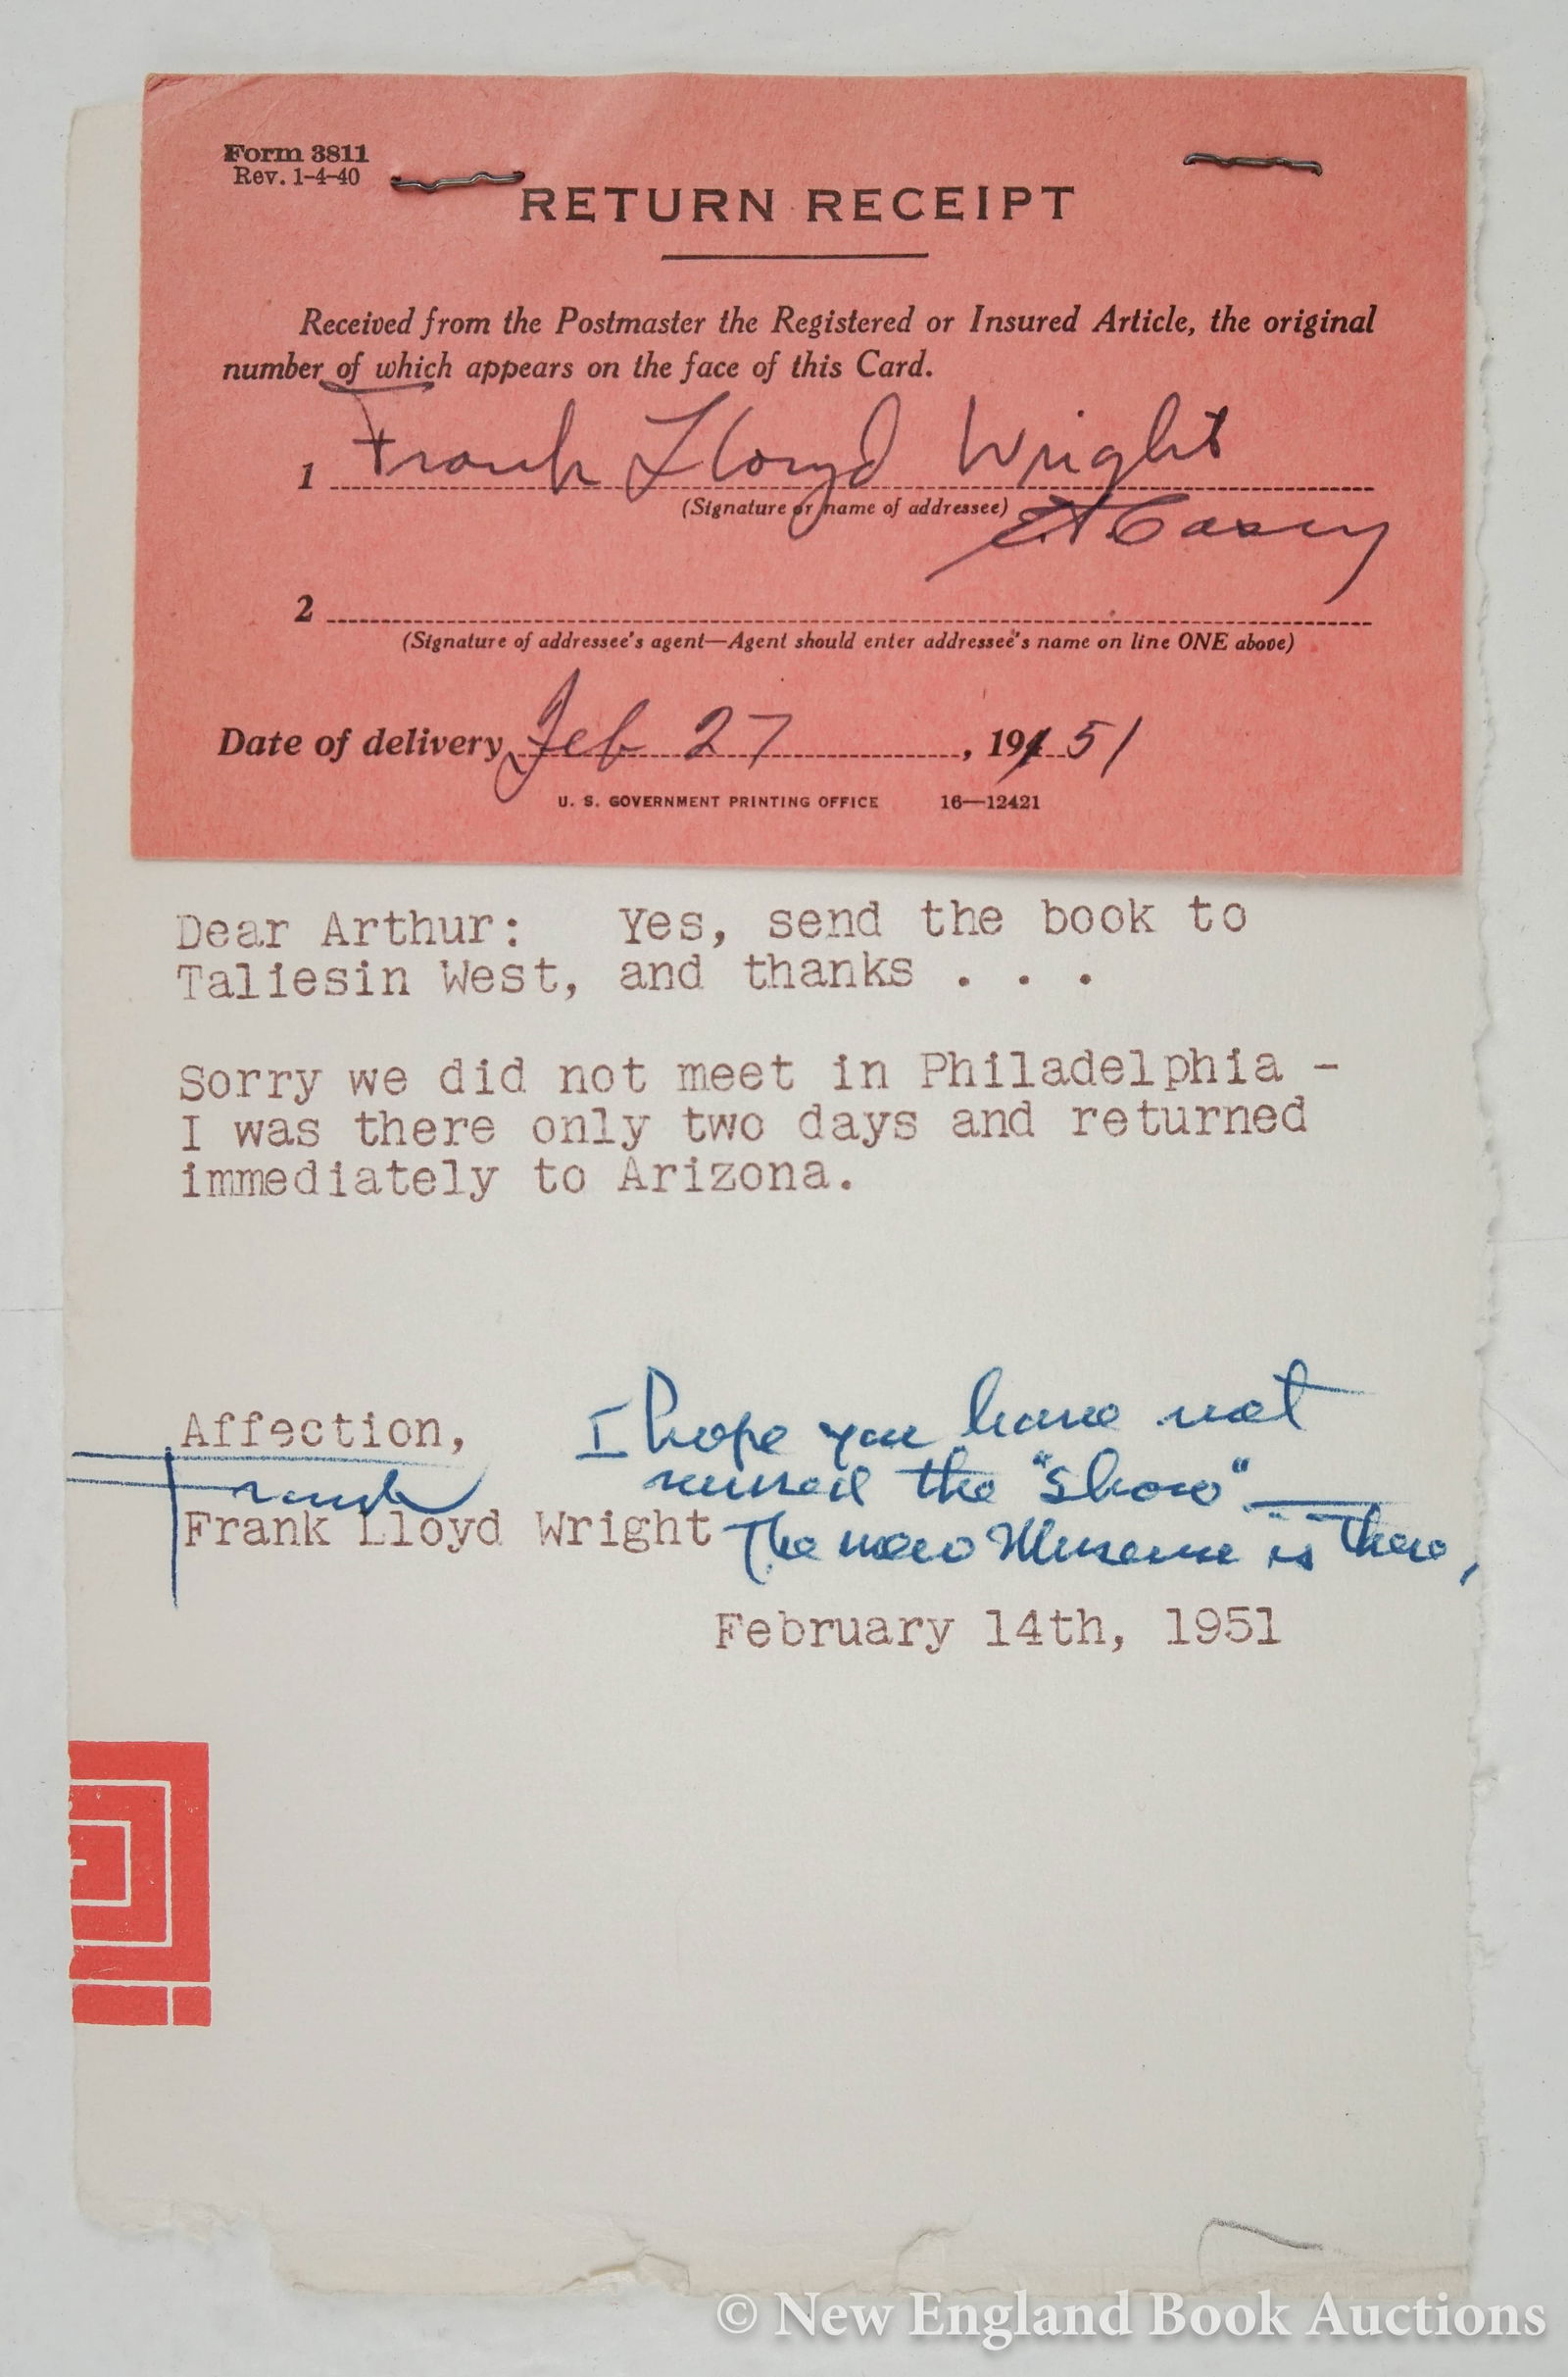 Form 3811
Rev. 1-4-40
RETURN RECEIPT
Received from the Postmaster the Registered or Insured Article, the original
number of which appears on the face of this Card.
1 Frank Lloyd Wright
(Signature or name of addressee)
Casey
2
(Signature of addressee's agent—Agent should enter addressee's name on line ONE above)
Date of delivery Feb 27, 1951
U. S. GOVERNMENT PRINTING OFFICE 16—12421
Dear Arthur: Yes, send the book to
Taliesin West, and thanks . . .
Sorry we did not meet in Philadelphia -
I was there only two days and returned
immediately to Arizona.
Affection,
Frank
Frank Lloyd Wright
I hope you have not
missed the "show" —
The new Museum is there,
February 14th, 1951
© New England Book Auctions